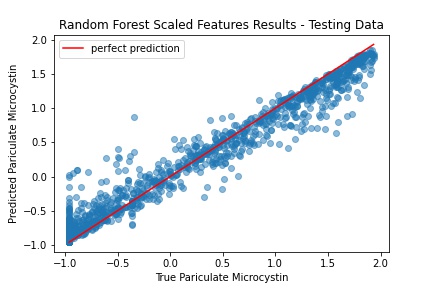 Random Forest Scaled Features Results - Testing Data
perfect prediction
Predicted Pariculate Microcystin
2.0
1.5
1.0
0.5
0.0
−0.5
−1.0
−1.0 −0.5 0.0 0.5 1.0 1.5 2.0
True Pariculate Microcystin